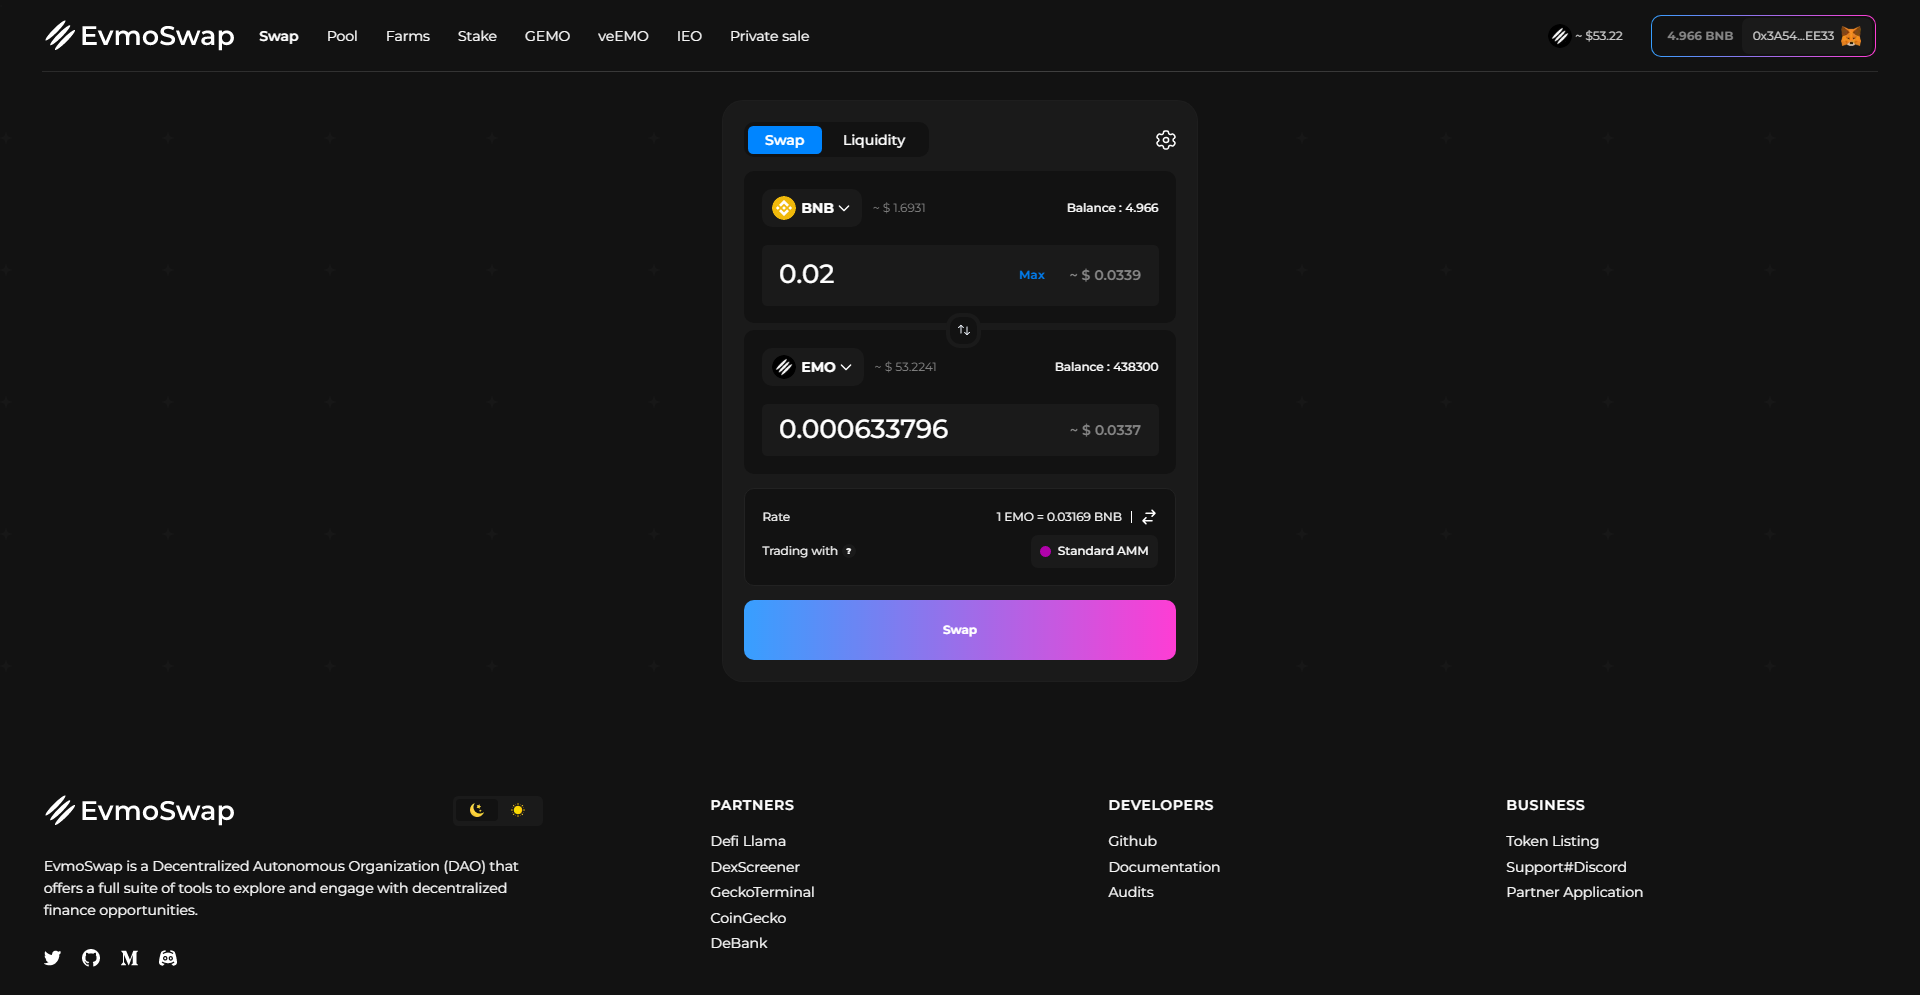 EvmoSwap Swap Pool Farms Stake GEMO veEMO IEO Private sale ~ $53.22 4.966 BNB 0x3A54...EE33
Swap Liquidity
BNB ~ $ 1.6931 Balance : 4.966
0.02 Max ~ $ 0.0339
EMO ~ $ 53.2241 Balance : 438300
0.000633796 ~ $ 0.0337
Rate 1 EMO = 0.03169 BNB
Trading with ? Standard AMM
Swap
EvmoSwap
EvmoSwap is a Decentralized Autonomous Organization (DAO) that
offers a full suite of tools to explore and engage with decentralized
finance opportunities.
PARTNERS
Defi Llama
DexScreener
GeckoTerminal
CoinGecko
DeBank
DEVELOPERS
Github
Documentation
Audits
BUSINESS
Token Listing
Support#Discord
Partner Application